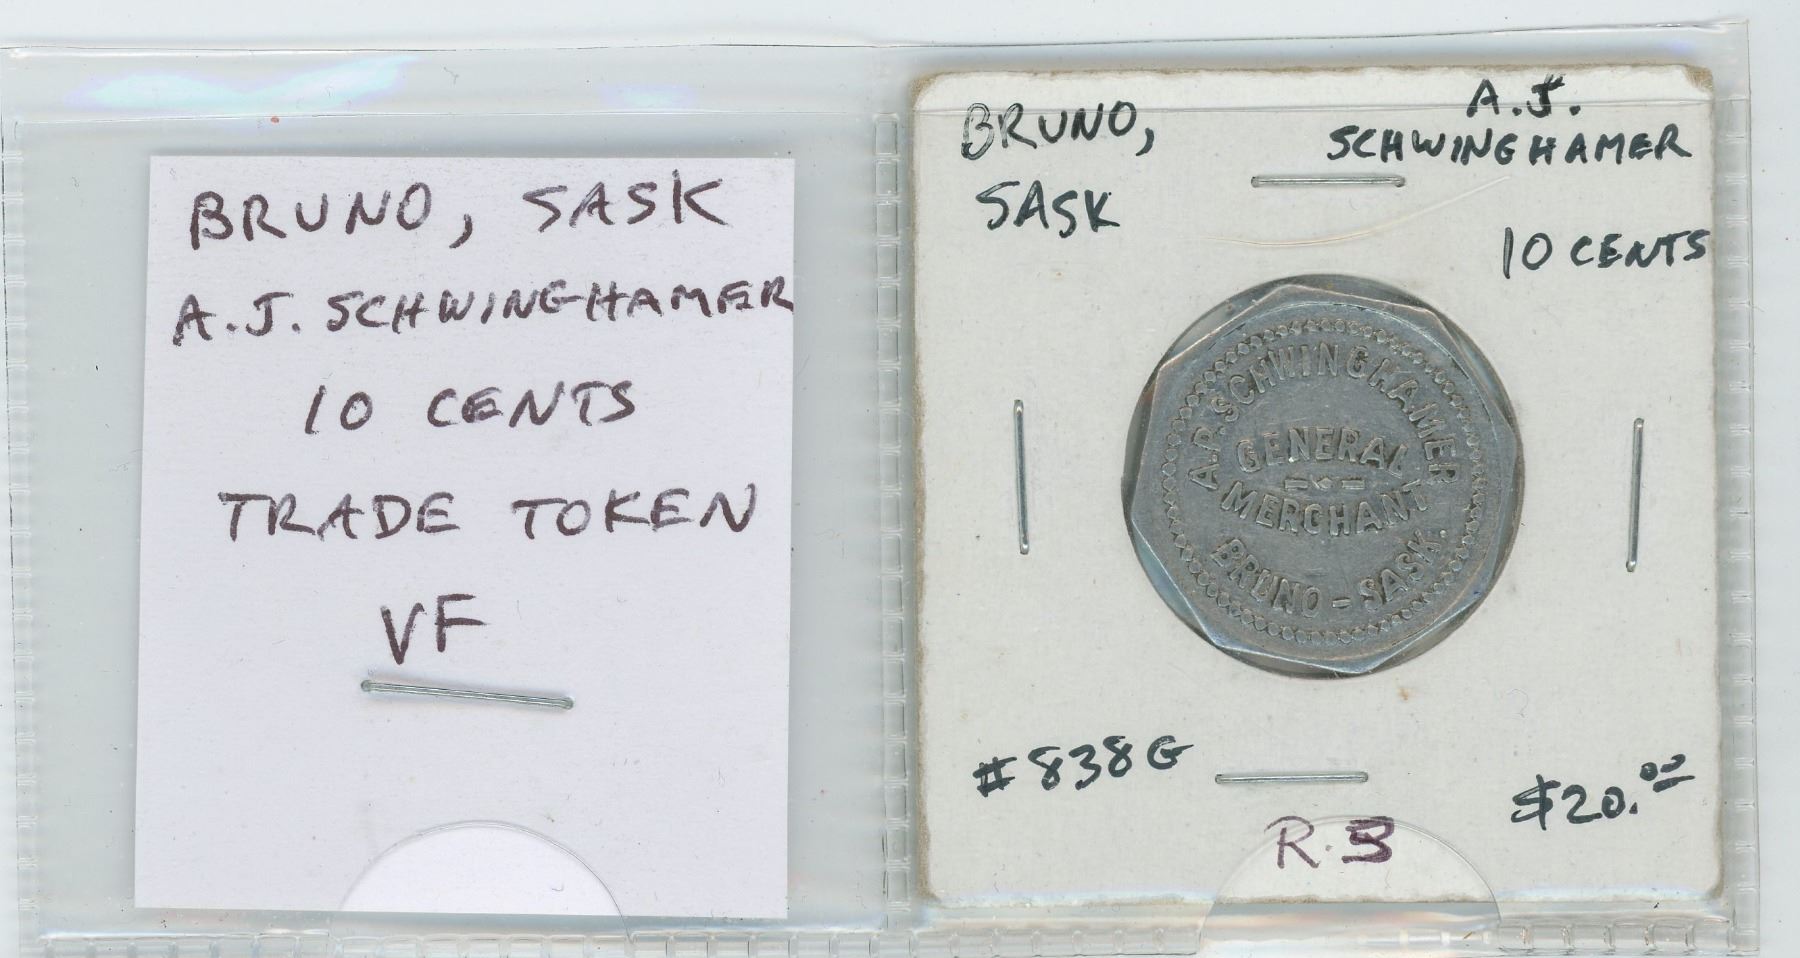 BRUNO, SASK
A.J. SCHWINGHAMER
10 CENTS
TRADE TOKEN
VF
BRUNO,
SASK
A.J.
SCHWINGHAMER
10 CENTS
A.P. SCHWINGHAMER
GENERAL
MERCHANT
BRUNO - SASK.
#838G
$20.00
R.3